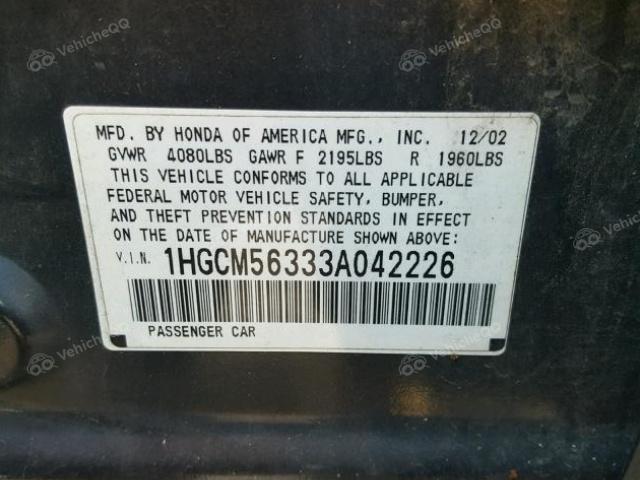 VehicleQQ
VehicleQQ
MFD. BY HONDA OF AMERICA MFG., INC. 12/02
GVWR 4080LBS GAWR F 2195LBS R 1960LBS
THIS VEHICLE CONFORMS TO ALL APPLICABLE
FEDERAL MOTOR VEHICLE SAFETY, BUMPER,
AND THEFT PREVENTION STANDARDS IN EFFECT
ON THE DATE OF MANUFACTURE SHOWN ABOVE:
V.I.N. 1HGCM56333A042226
PASSENGER CAR